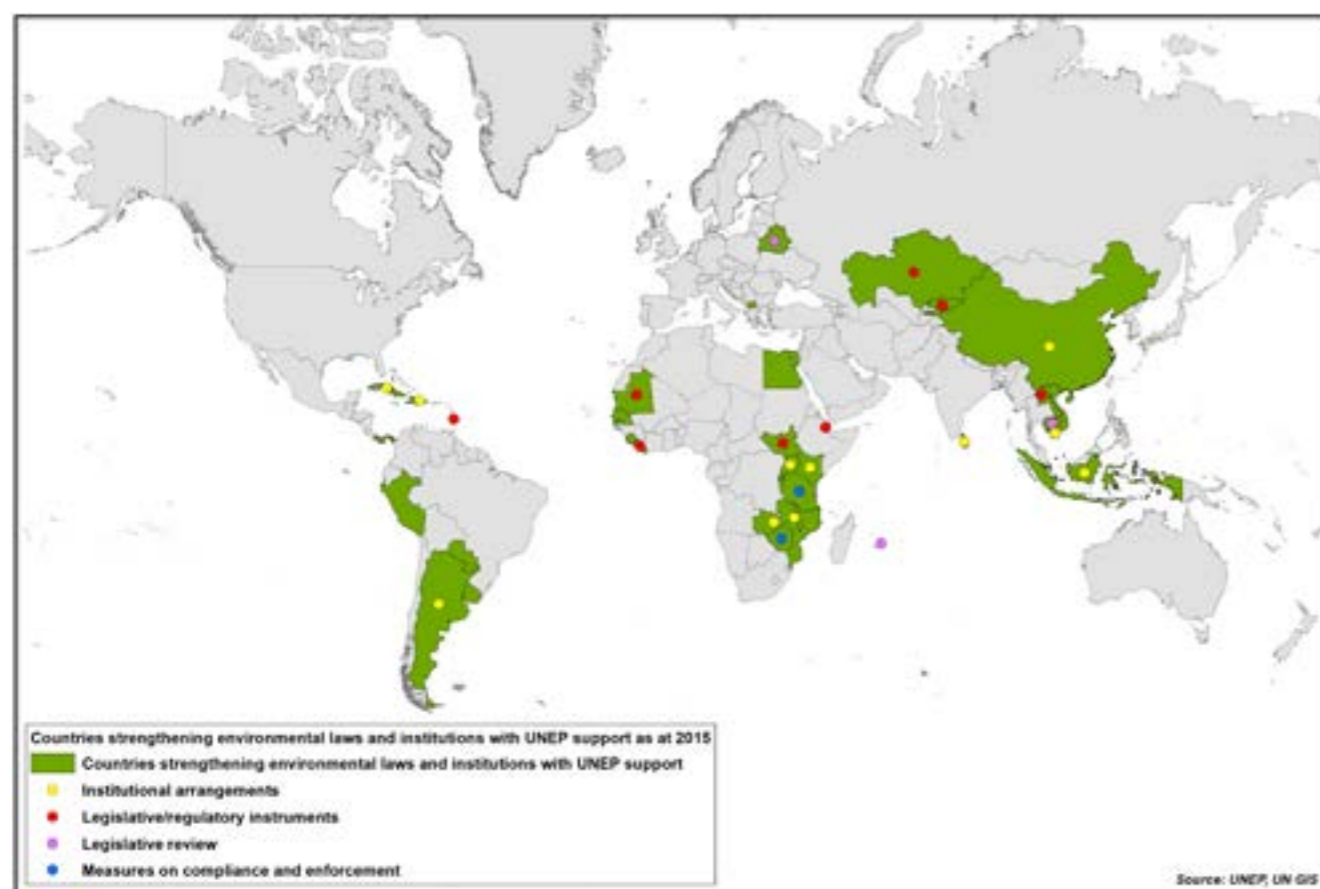 Countries strengthening environmental laws and institutions with UNEP support as at 2015
Countries strengthening environmental laws and institutions with UNEP support
Institutional arrangements
Legislative/regulatory instruments
Legislative review
Measures on compliance and enforcement
Source: UNEP, UN GIS